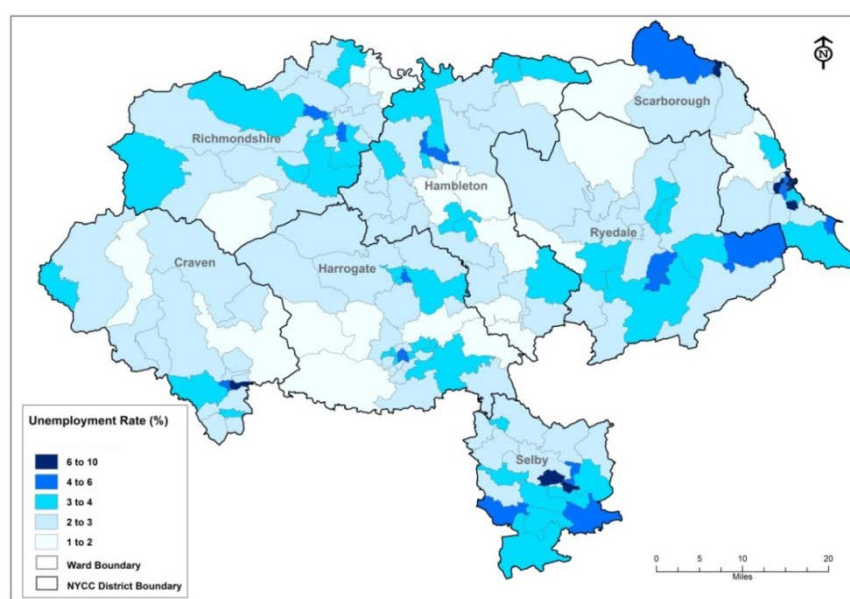 N
Scarborough
Richmondshire
Hambleton
Ryedale
Craven
Harrogate
Selby
Unemployment Rate (%)
6 to 10
4 to 6
3 to 4
2 to 3
1 to 2
Ward Boundary
NYCC District Boundary
0 5 10 20
Miles